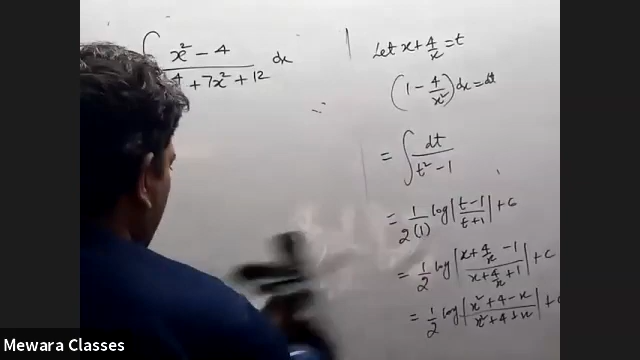 ∫ x² − 4 / 4 + 7x² + 12 dx
Let x + 4/x = t
(1 − 4/x²) dx = dt
= ∫ dt / t² − 1
= 1/2(1) log | t − 1 / t + 1 | + c
= 1/2 log | x + 4/x − 1 / x + 4/x + 1 | + c
= 1/2 log | x² + 4 − x / x² + 4 + x | + c
Mewara Classes